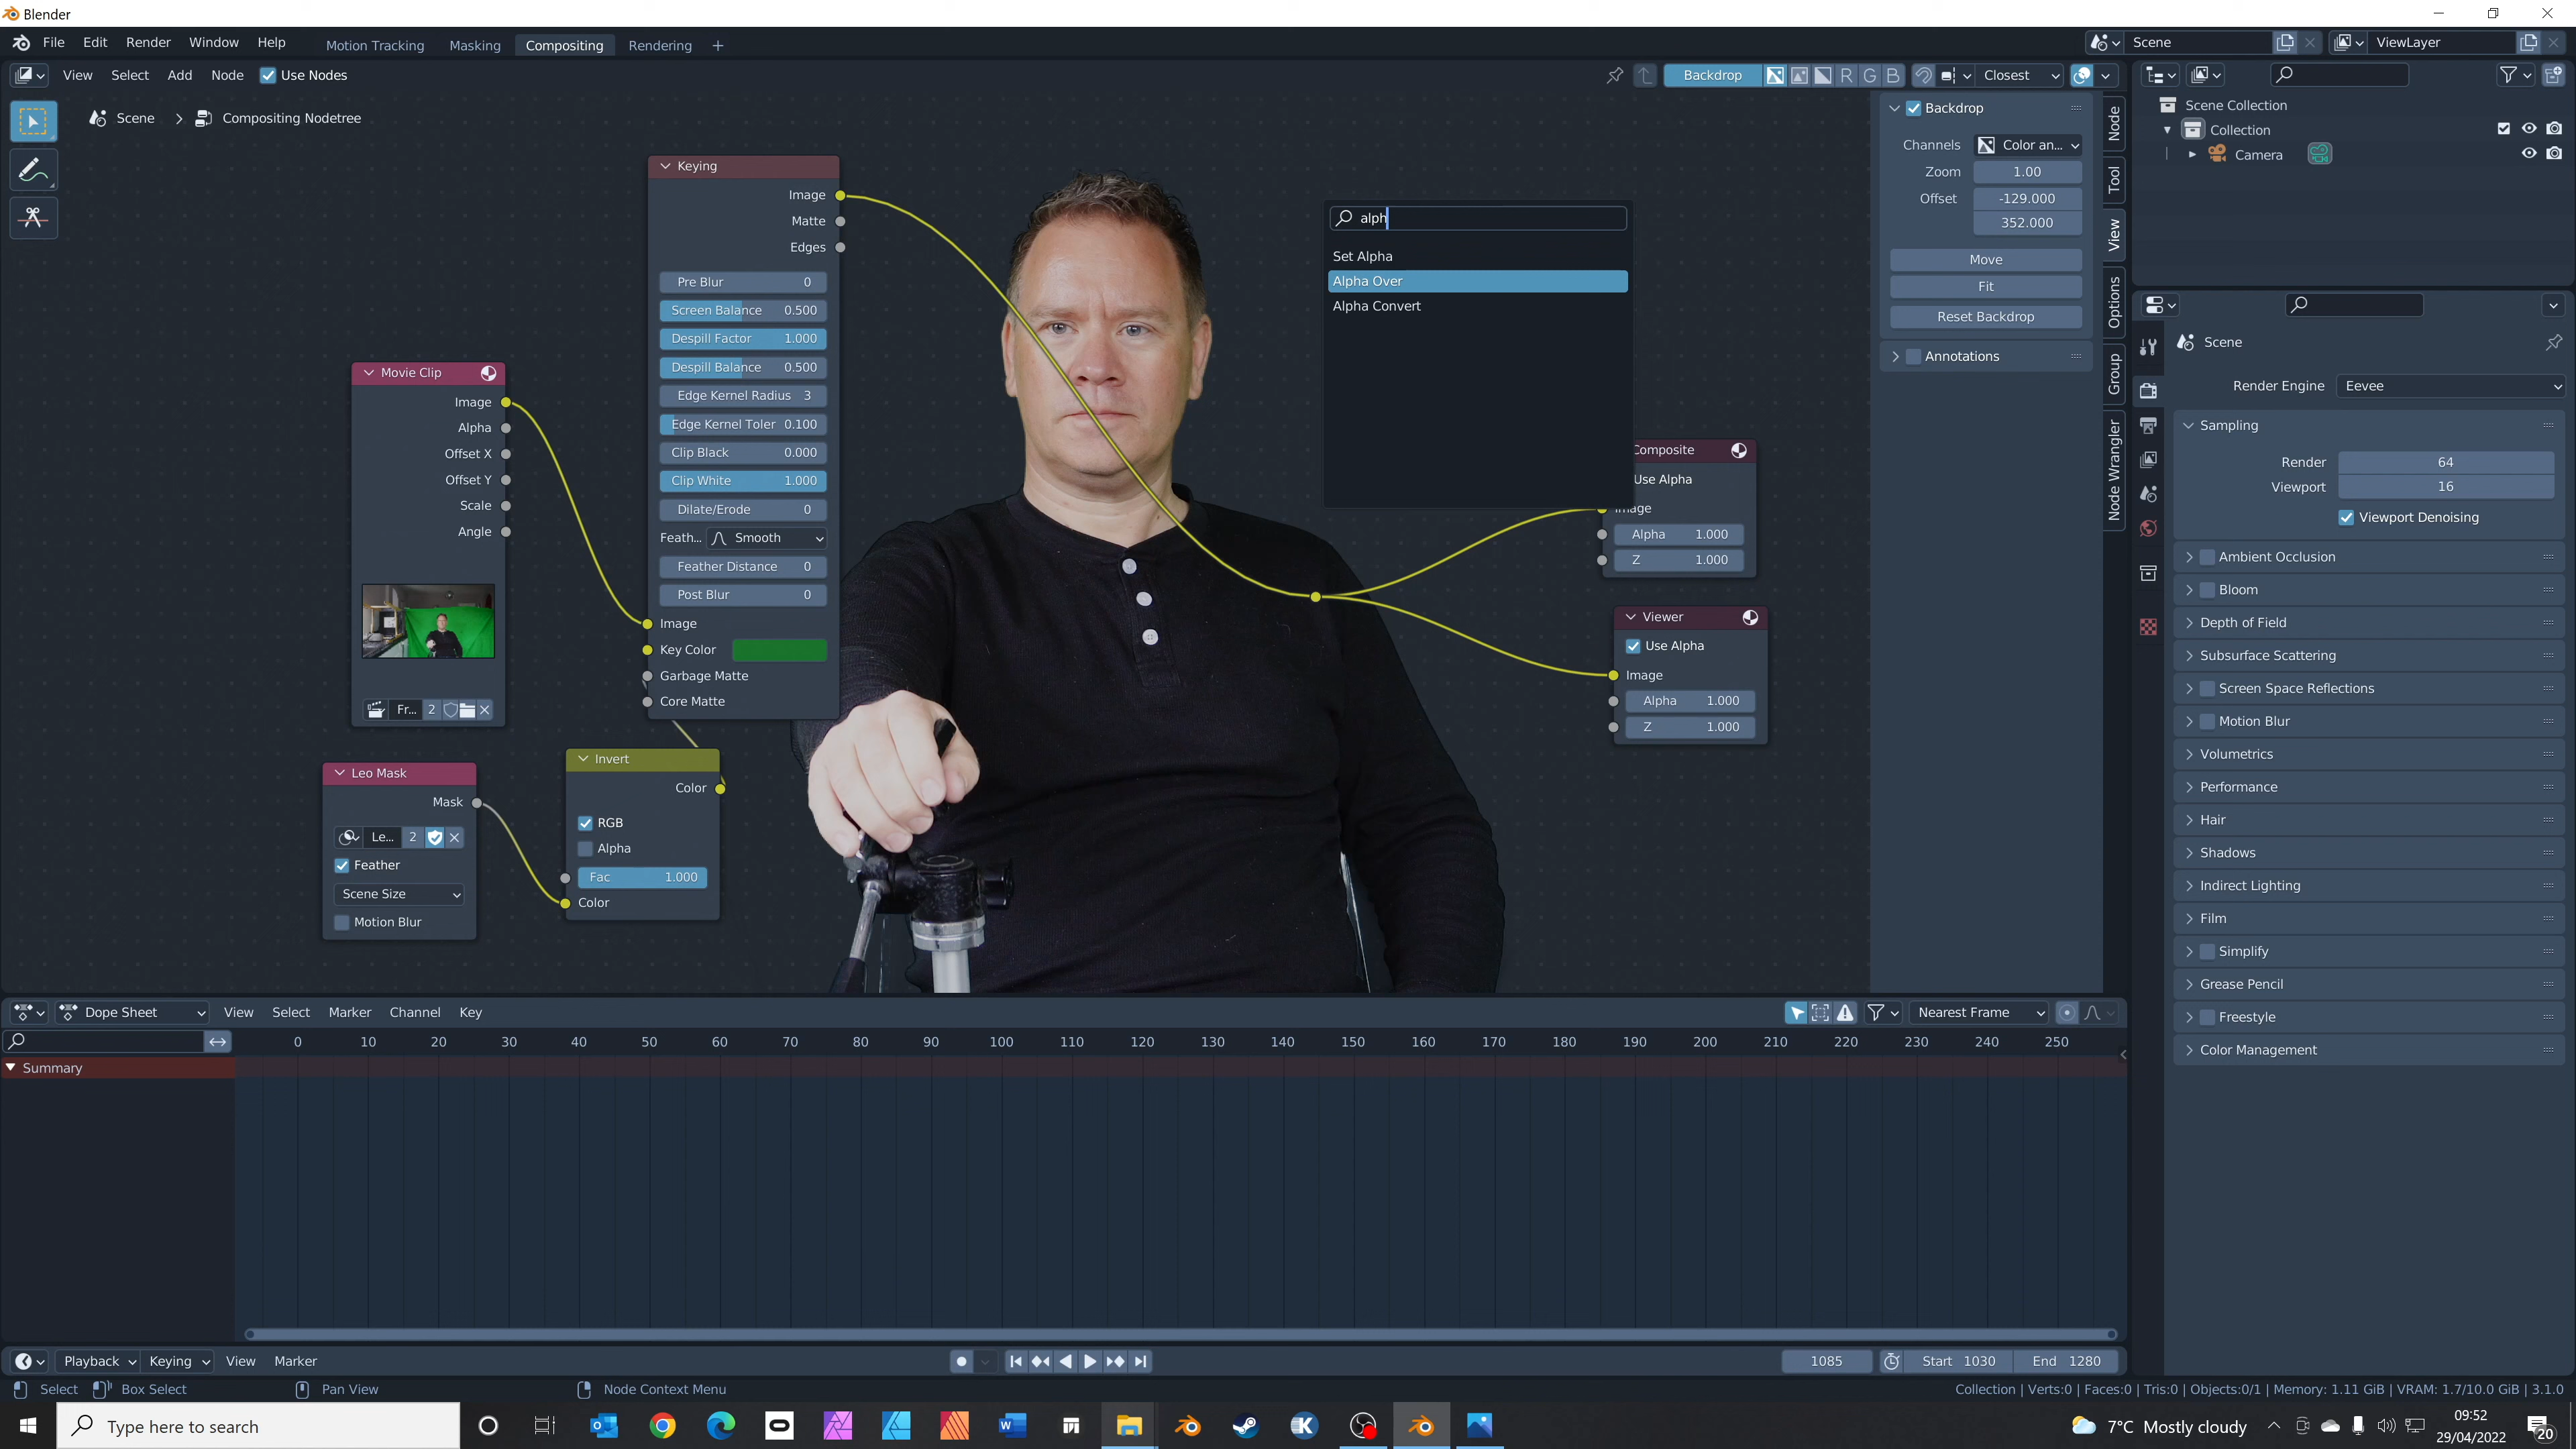 Blender
File Edit Render Window Help Motion Tracking Masking Compositing Rendering + Scene ViewLayer
View Select Add Node Use Nodes Backdrop R G B Closest
Scene > Compositing Nodetree
Keying
Image
Matte
Edges
Pre Blur 0
Screen Balance 0.500
Despill Factor 1.000
Despill Balance 0.500
Edge Kernel Radius 3
Edge Kernel Toler 0.100
Clip Black 0.000
Clip White 1.000
Dilate/Erode 0
Feath... Smooth
Feather Distance 0
Post Blur 0
Image
Key Color
Garbage Matte
Core Matte
Movie Clip
Image
Alpha
Offset X
Offset Y
Scale
Angle
Fr... 2
Leo Mask
Mask
Le... 2
Feather
Scene Size
Motion Blur
Invert
Color
RGB
Alpha
Fac 1.000
Color
alph
Set Alpha
Alpha Over
Alpha Convert
Composite
Use Alpha
Image
Alpha 1.000
Z 1.000
Viewer
Use Alpha
Image
Alpha 1.000
Z 1.000
Backdrop
Channels Color an...
Zoom 1.00
Offset -129.000
352.000
Move
Fit
Reset Backdrop
Annotations
Node
Tool
View
Options
Group
Node Wrangler
Scene Collection
Collection
Camera
Scene
Render Engine Eevee
Sampling
Render 64
Viewport 16
Viewport Denoising
Ambient Occlusion
Bloom
Depth of Field
Subsurface Scattering
Screen Space Reflections
Motion Blur
Volumetrics
Performance
Hair
Shadows
Indirect Lighting
Film
Simplify
Grease Pencil
Freestyle
Color Management
Dope Sheet View Select Marker Channel Key Nearest Frame
0 10 20 30 40 50 60 70 80 90 100 110 120 130 140 150 160 170 180 190 200 210 220 230 240 250
Summary
Playback Keying View Marker 1085 Start 1030 End 1280
Select Box Select Pan View Node Context Menu Collection | Verts:0 | Faces:0 | Tris:0 | Objects:0/1 | Memory: 1.11 GiB | VRAM: 1.7/10.0 GiB | 3.1.0
Type here to search 7°C Mostly cloudy 09:52
29/04/2022 20